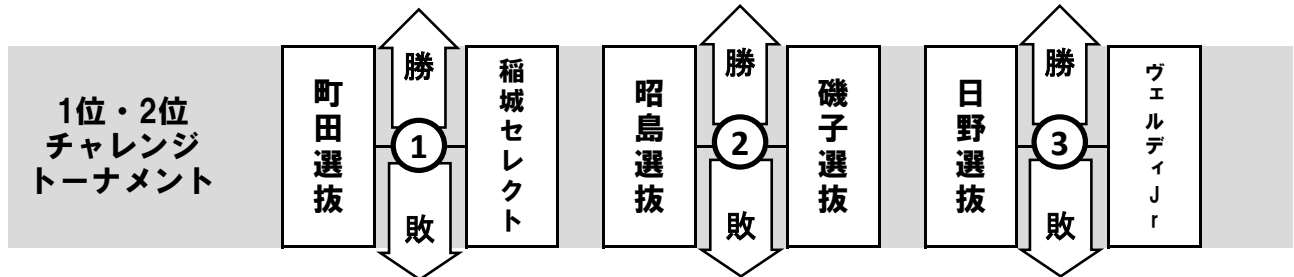 1位・2位
チャレンジ
トーナメント
町田選抜
勝
①
敗
稲城セレクト
昭島選抜
勝
②
敗
磯子選抜
日野選抜
勝
③
敗
ヴェルディJr